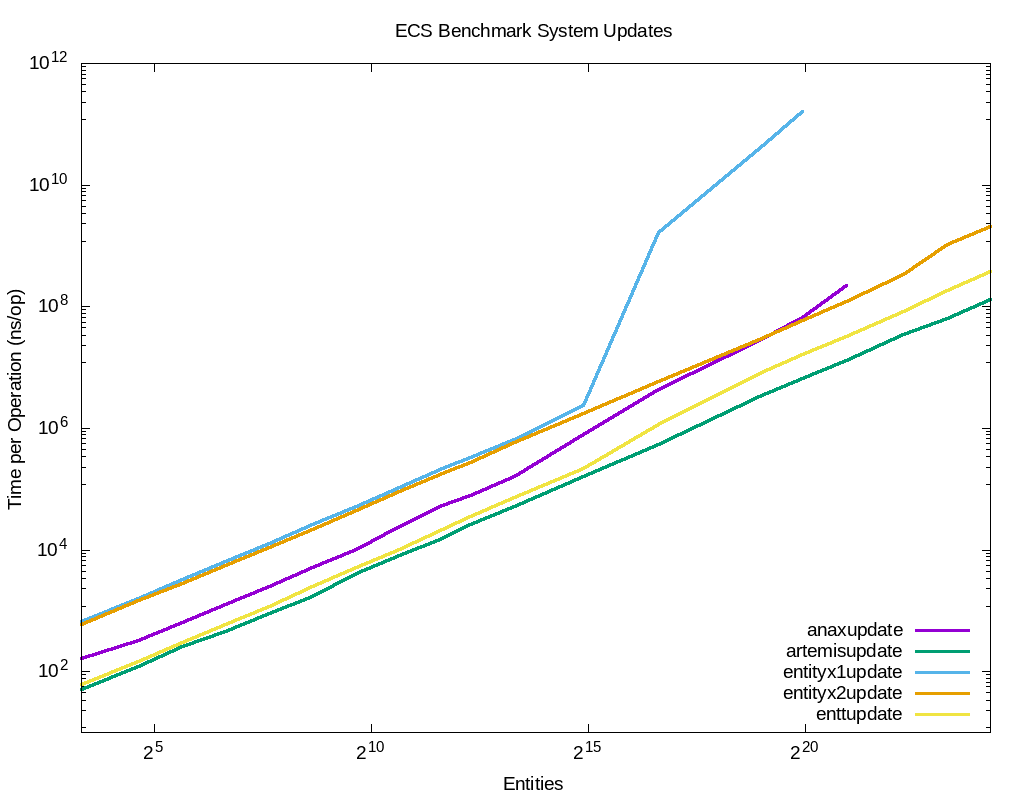 ECS Benchmark System Updates
10^12
10^10
10^8
10^6
10^4
10^2
Time per Operation (ns/op)
anaxupdate
artemisupdate
entityx1update
entityx2update
enttupdate
2^5 2^10 2^15 2^20
Entities